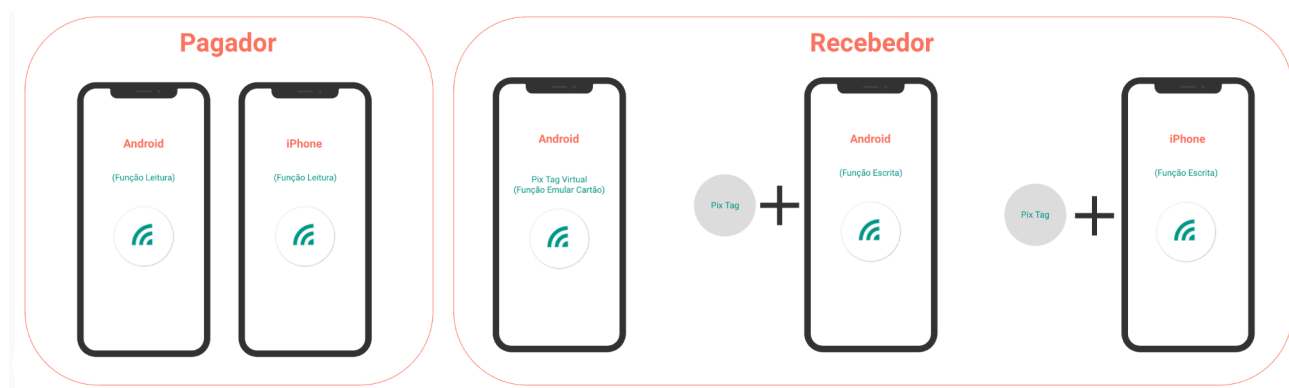 Pagador
Android
(Função Leitura)
iPhone
(Função Leitura)
Recebedor
Android
Pix Tag Virtual
(Função Emular Cartão)
Pix Tag
Android
(Função Escrita)
Pix Tag
iPhone
(Função Escrita)